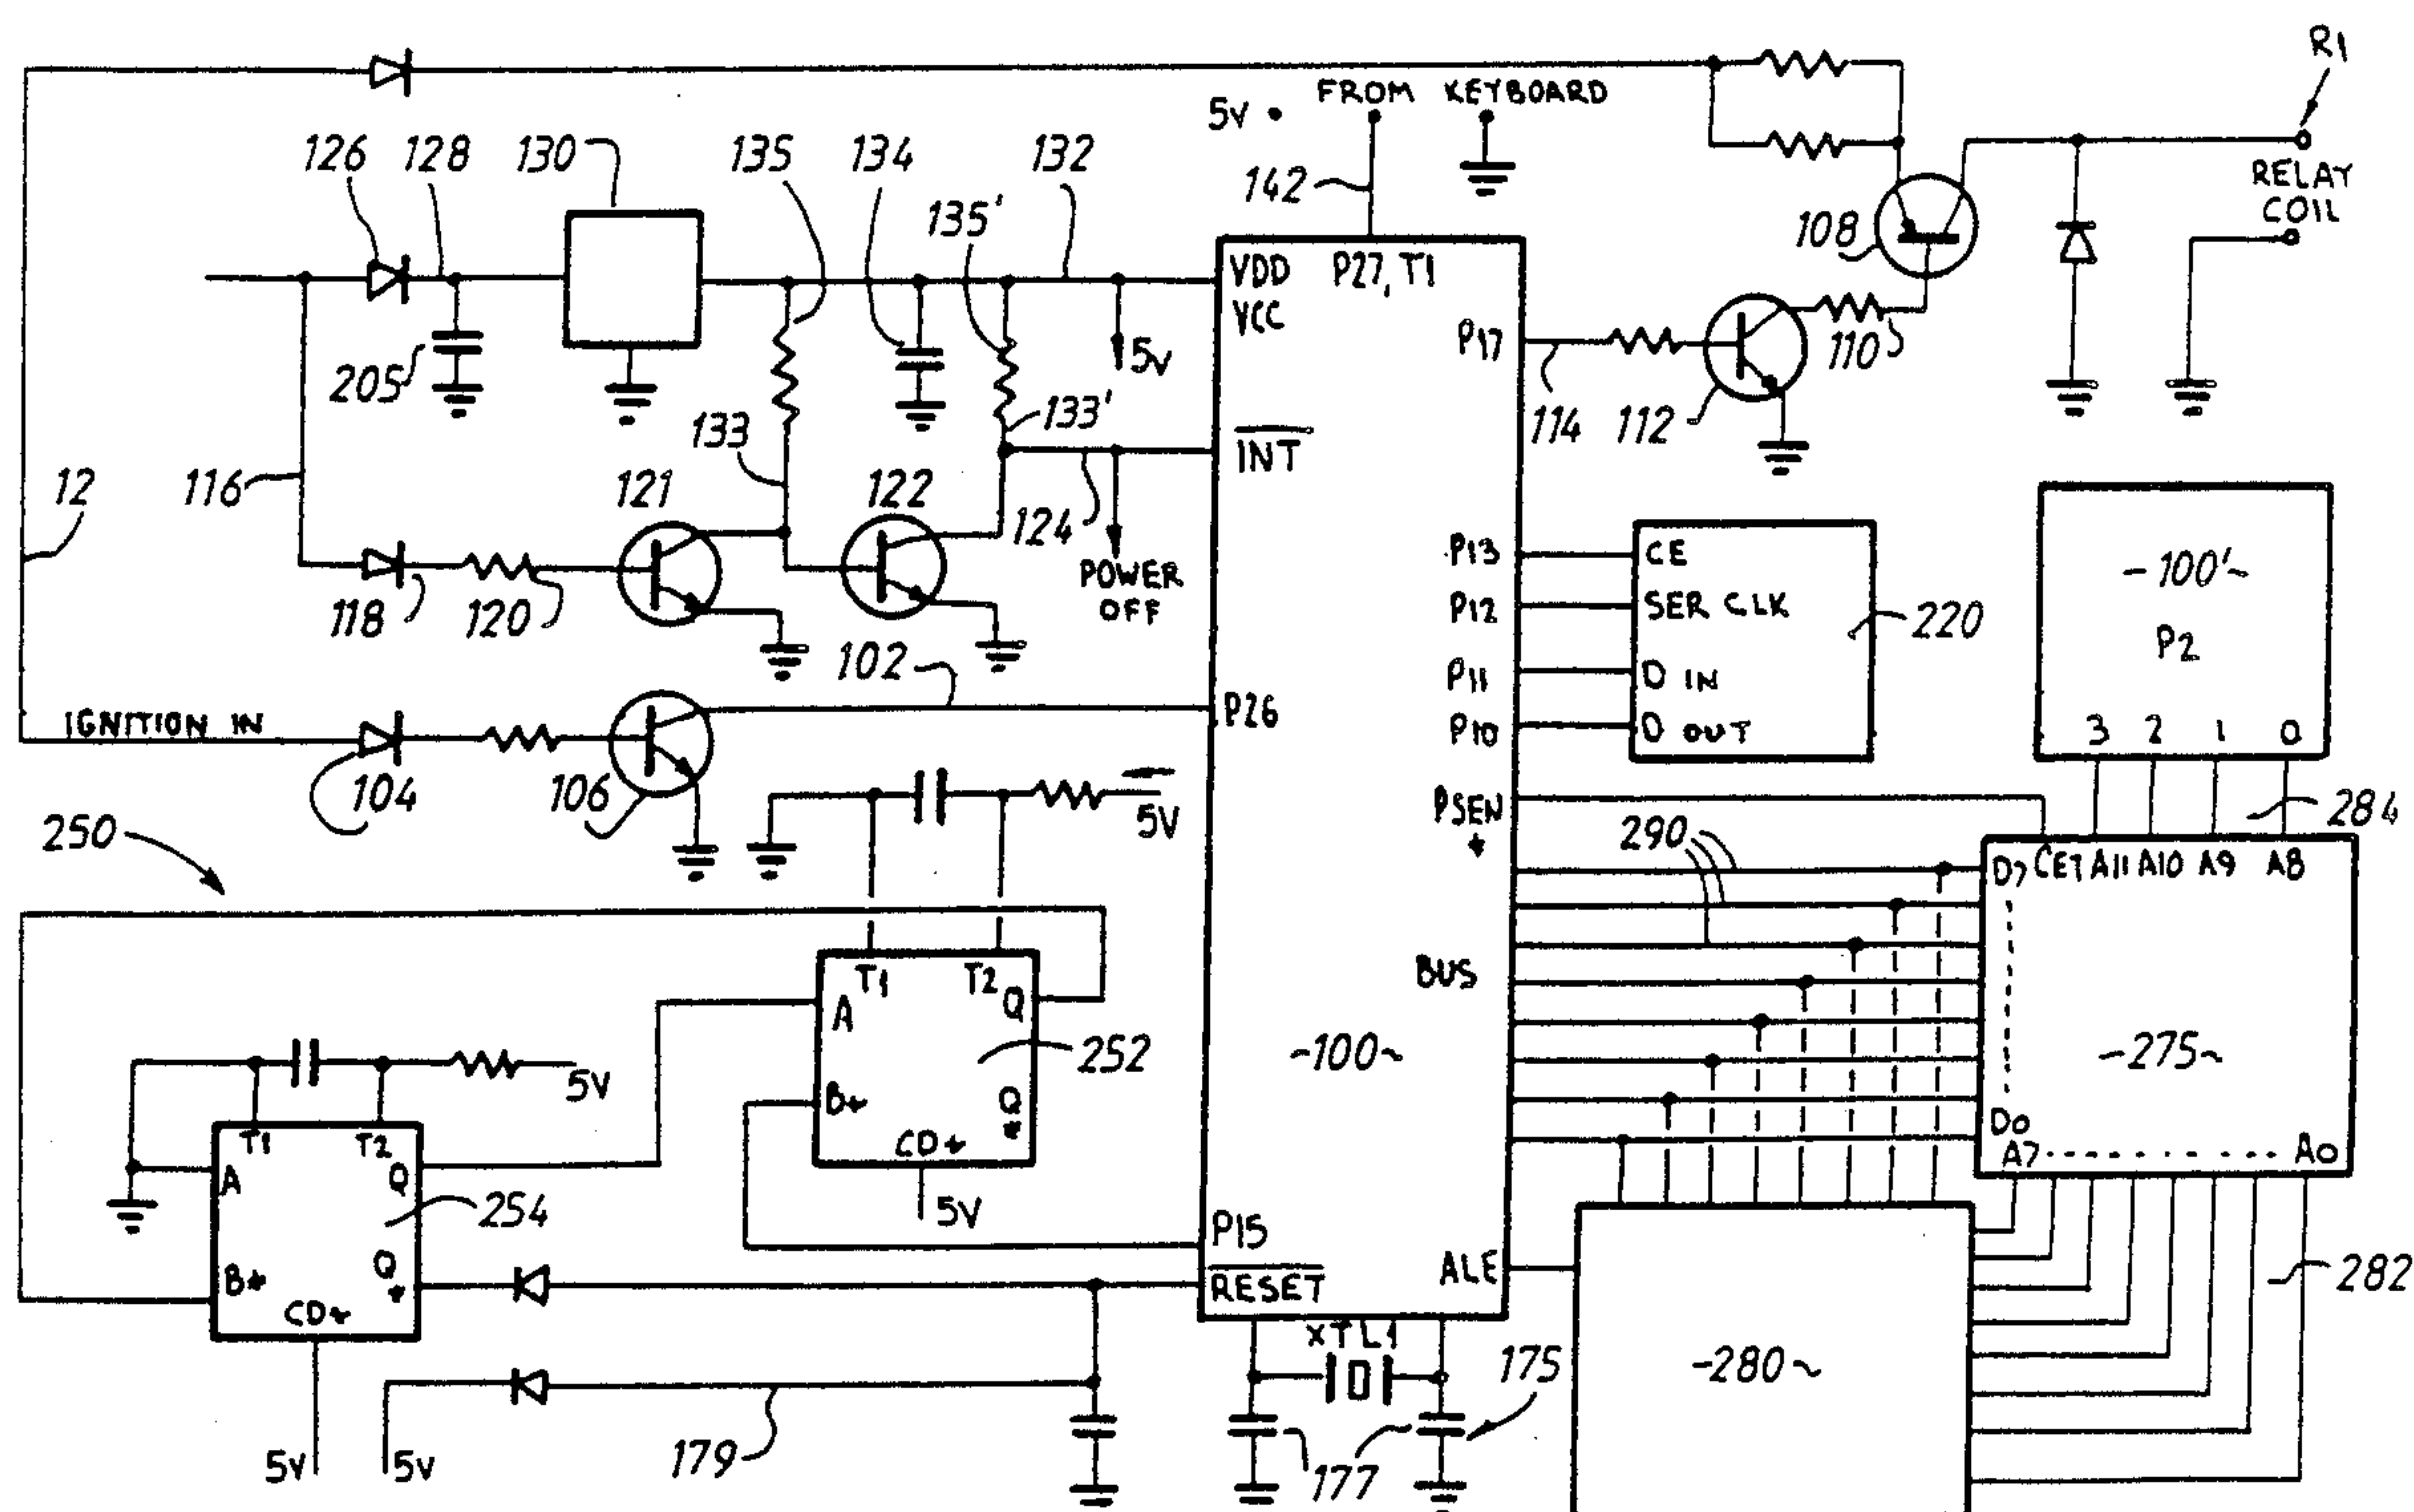 R1
FROM KEYBOARD
5V
126 128 130 135 134 132
135'
142
RELAY
COIL
108
VDD P27, T1
VCC
P17
5V
205
110
133'
133
114 112
INT
12
116
121 122
124
POWER
OFF
118 120
P13 CE
P12 SER CLK
220
P11 D IN
P10 D OUT
-100'~
P2
3 2 1 0
102
IGNITION IN
P26
104
106
5V
PSEN
*
284
290
250
D7 CE* A11 A10 A9 A8
T1 T2
A Q
BUS
252
-100~
-275~
B* Q
*
CD*
5V
D0
A7 A0
5V
T1 T2
A Q
254
B* Q
*
CD*
P15
RESET
ALE
282
XTL1
175
-280~
5V 5V
179
177